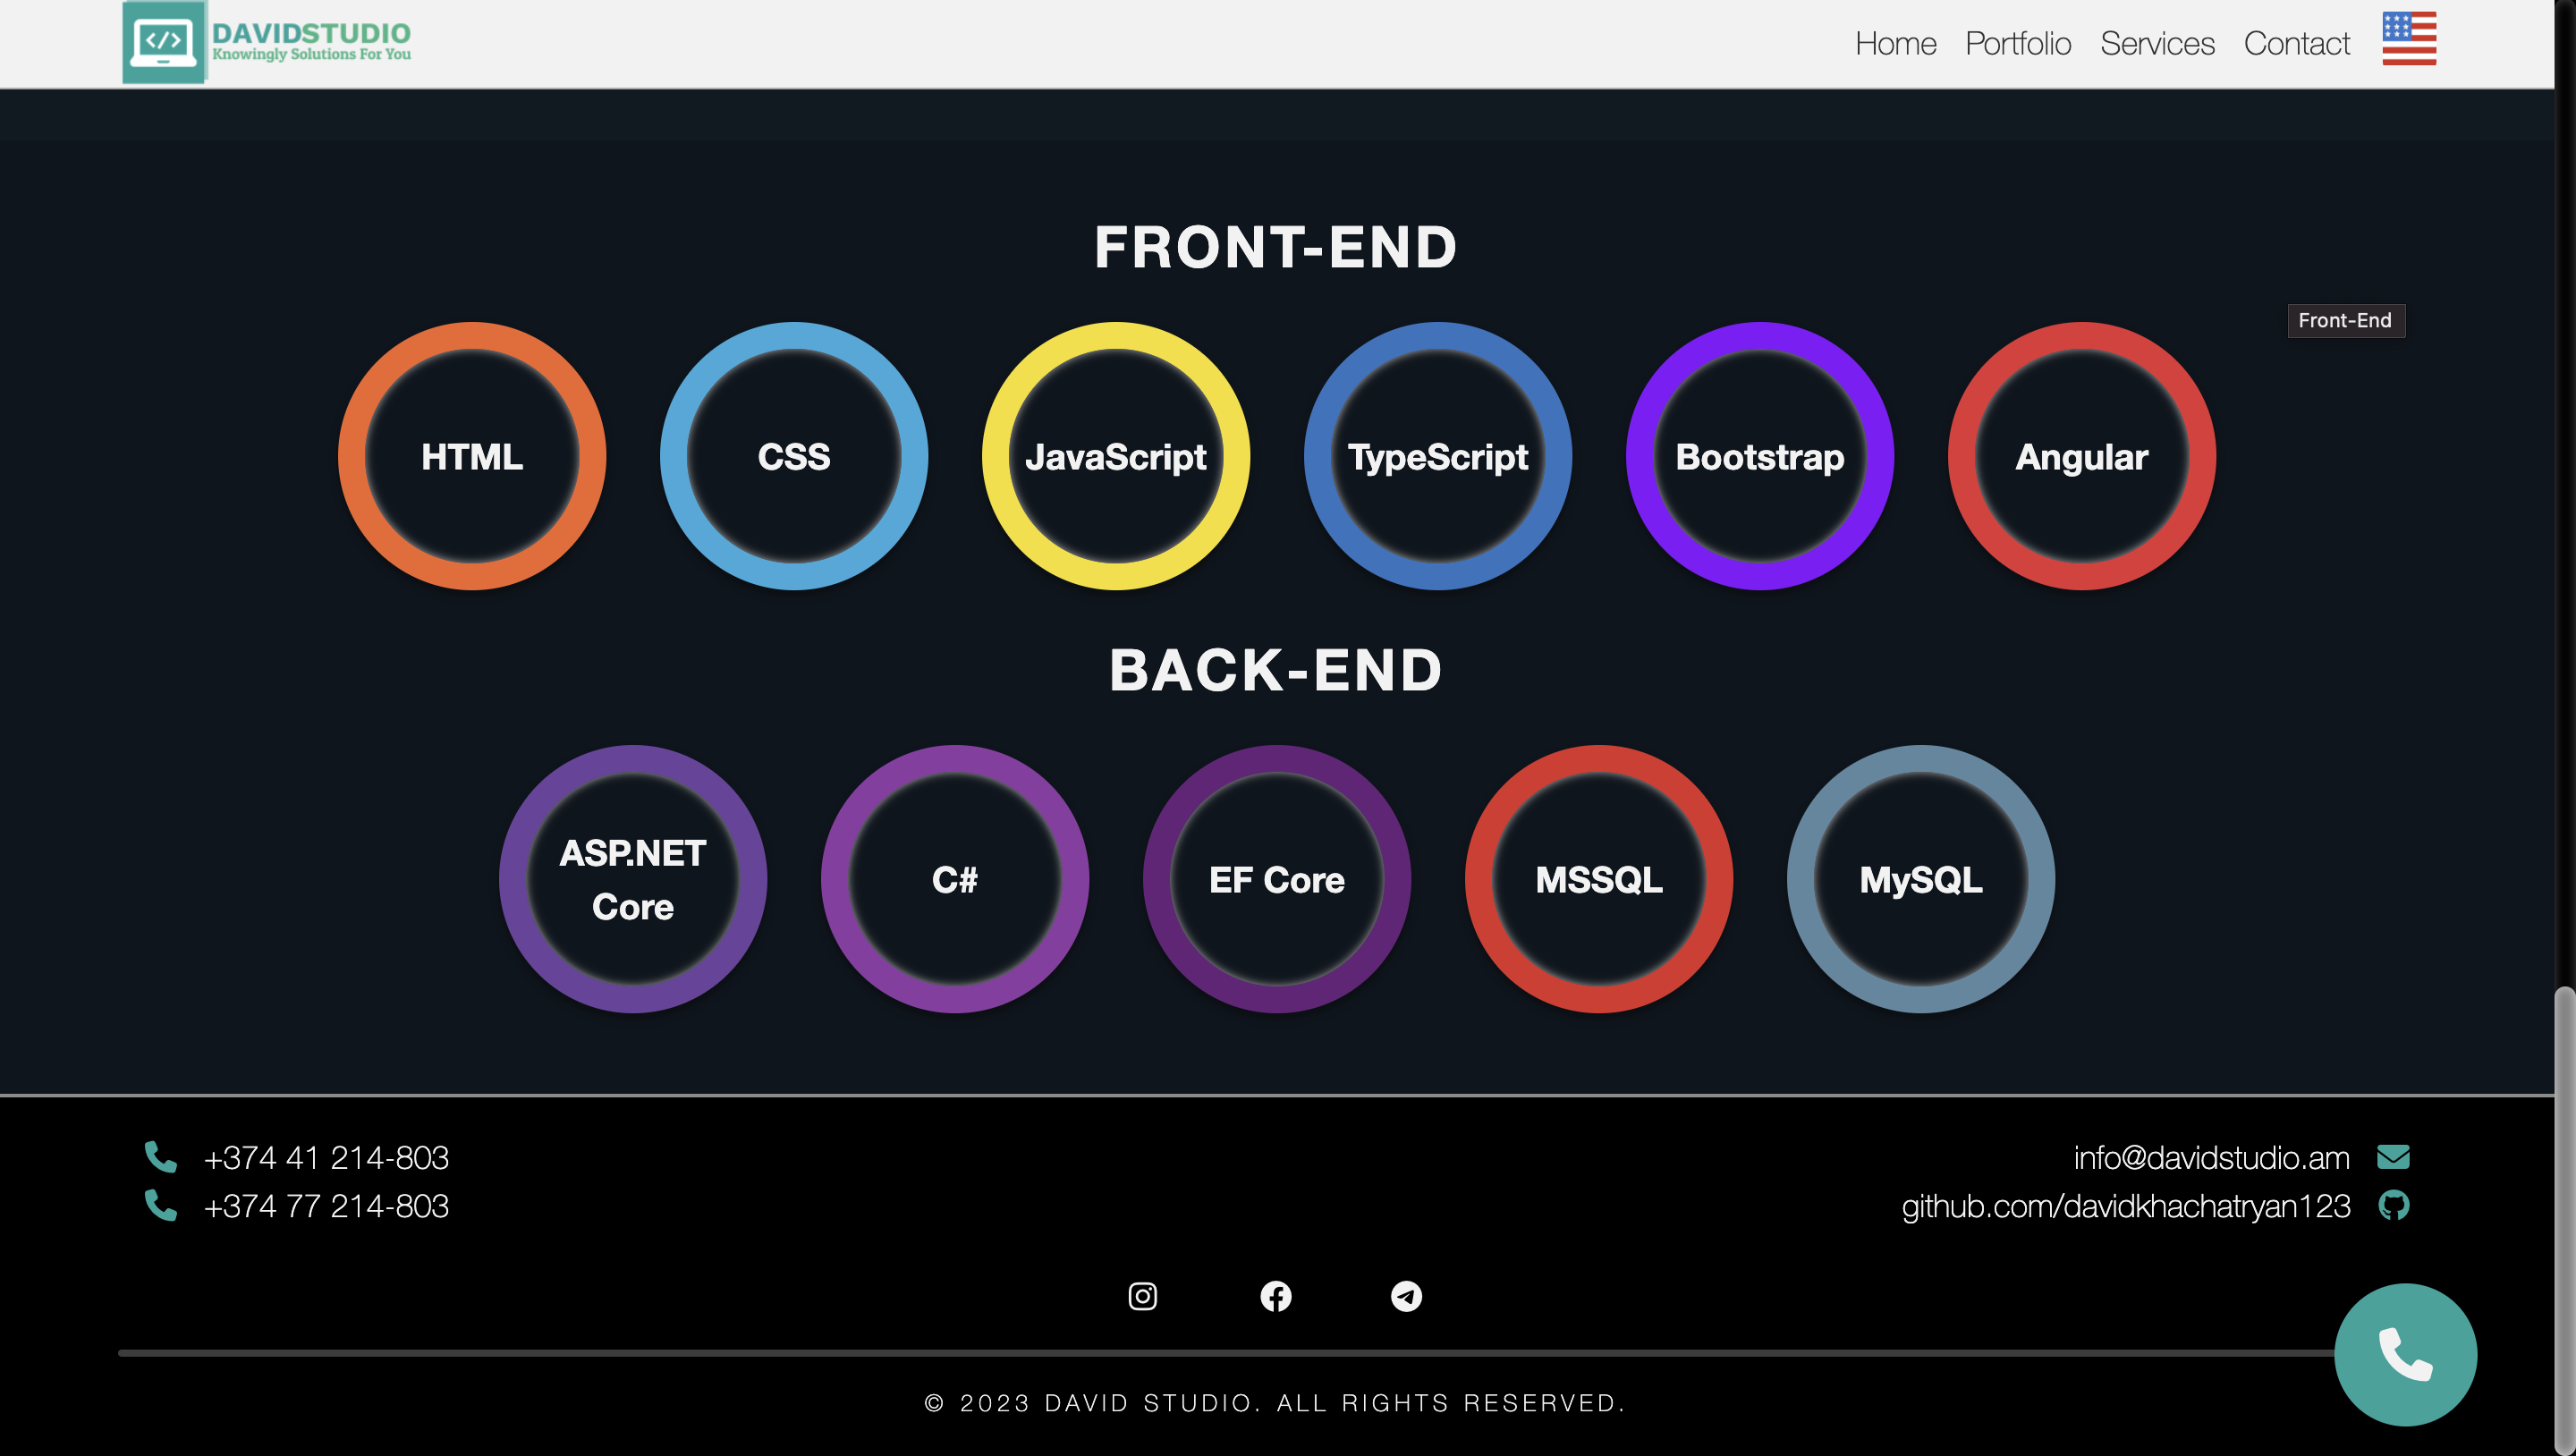 DAVIDSTUDIO
Knowingly Solutions For You
Home Portfolio Services Contact
FRONT-END
Front-End
HTML CSS JavaScript TypeScript Bootstrap Angular
BACK-END
ASP.NET
Core
C# EF Core MSSQL MySQL
+374 41 214-803
+374 77 214-803
info@davidstudio.am
github.com/davidkhachatryan123
© 2023 DAVID STUDIO. ALL RIGHTS RESERVED.